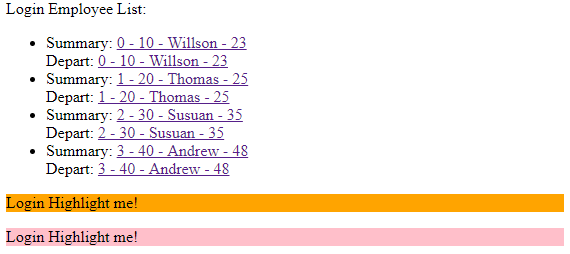 Login Employee List:
Summary: 0 - 10 - Willson - 23
Depart: 0 - 10 - Willson - 23
Summary: 1 - 20 - Thomas - 25
Depart: 1 - 20 - Thomas - 25
Summary: 2 - 30 - Susuan - 35
Depart: 2 - 30 - Susuan - 35
Summary: 3 - 40 - Andrew - 48
Depart: 3 - 40 - Andrew - 48
Login Highlight me!
Login Highlight me!